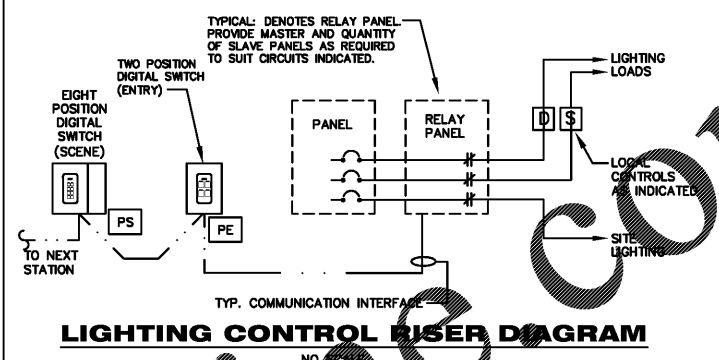 TYPICAL: DENOTES RELAY PANEL.
PROVIDE MASTER AND QUANTITY
OF SLAVE PANELS AS REQUIRED
TO SUIT CIRCUITS INDICATED.
TWO POSITION
DIGITAL SWITCH
(ENTRY)
EIGHT
POSITION
DIGITAL
SWITCH
(SCENE)
PANEL
RELAY
PANEL
LIGHTING
LOADS
D S
LOCAL
CONTROLS
AS INDICATED
PS
PE
TO NEXT
STATION
SITE
LIGHTING
TYP. COMMUNICATION INTERFACE
LIGHTING CONTROL RISER DIAGRAM
NO SCALE